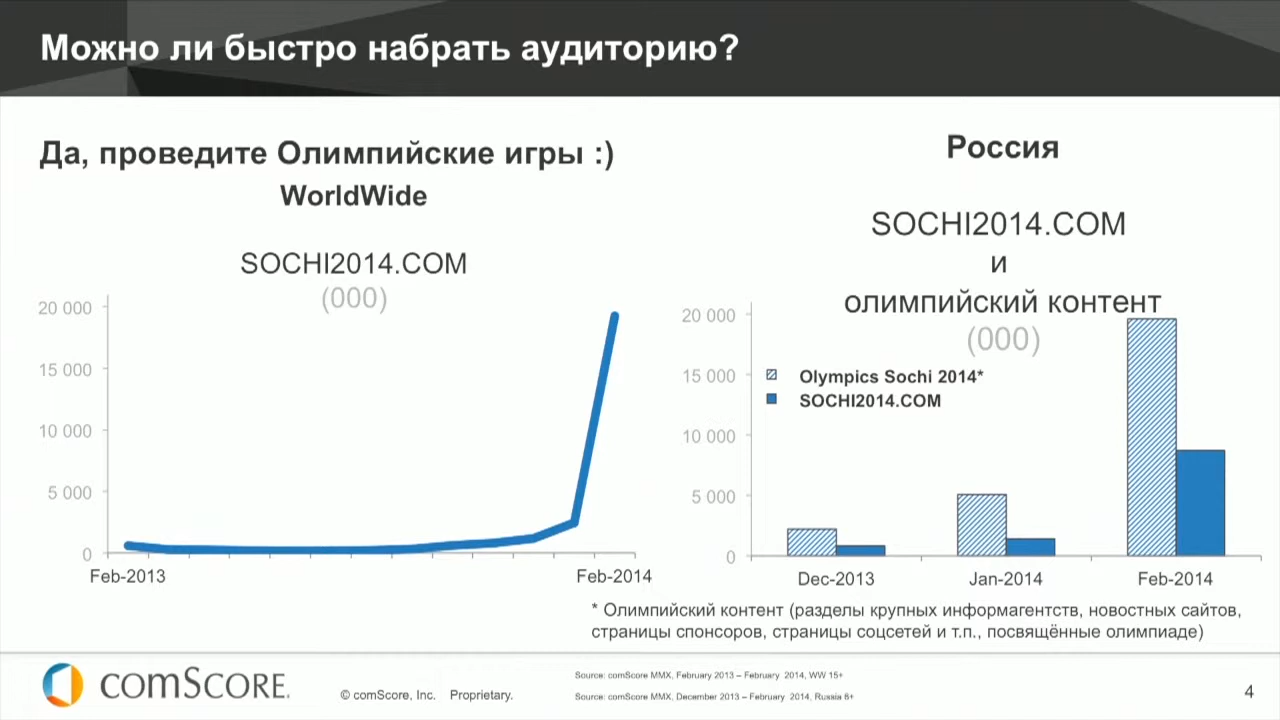 Можно ли быстро набрать аудиторию?
Да, проведите Олимпийские игры :)
WorldWide
SOCHI2014.COM
(000)
20 000
15 000
10 000
5 000
0
Feb-2013
Feb-2014
Россия
SOCHI2014.COM
и
олимпийский контент
(000)
20 000
15 000
10 000
5 000
0
Olympics Sochi 2014*
SOCHI2014.COM
Dec-2013
Jan-2014
Feb-2014
* Олимпийский контент (разделы крупных информагентств, новостных сайтов,
страницы спонсоров, страницы соцсетей и т.п., посвящённые олимпиаде)
comScore.
© comScore, Inc. Proprietary.
Source: comScore MMX, February 2013 – February 2014, WW 15+
Source: comScore MMX, December 2013 – February 2014, Russia 6+
4